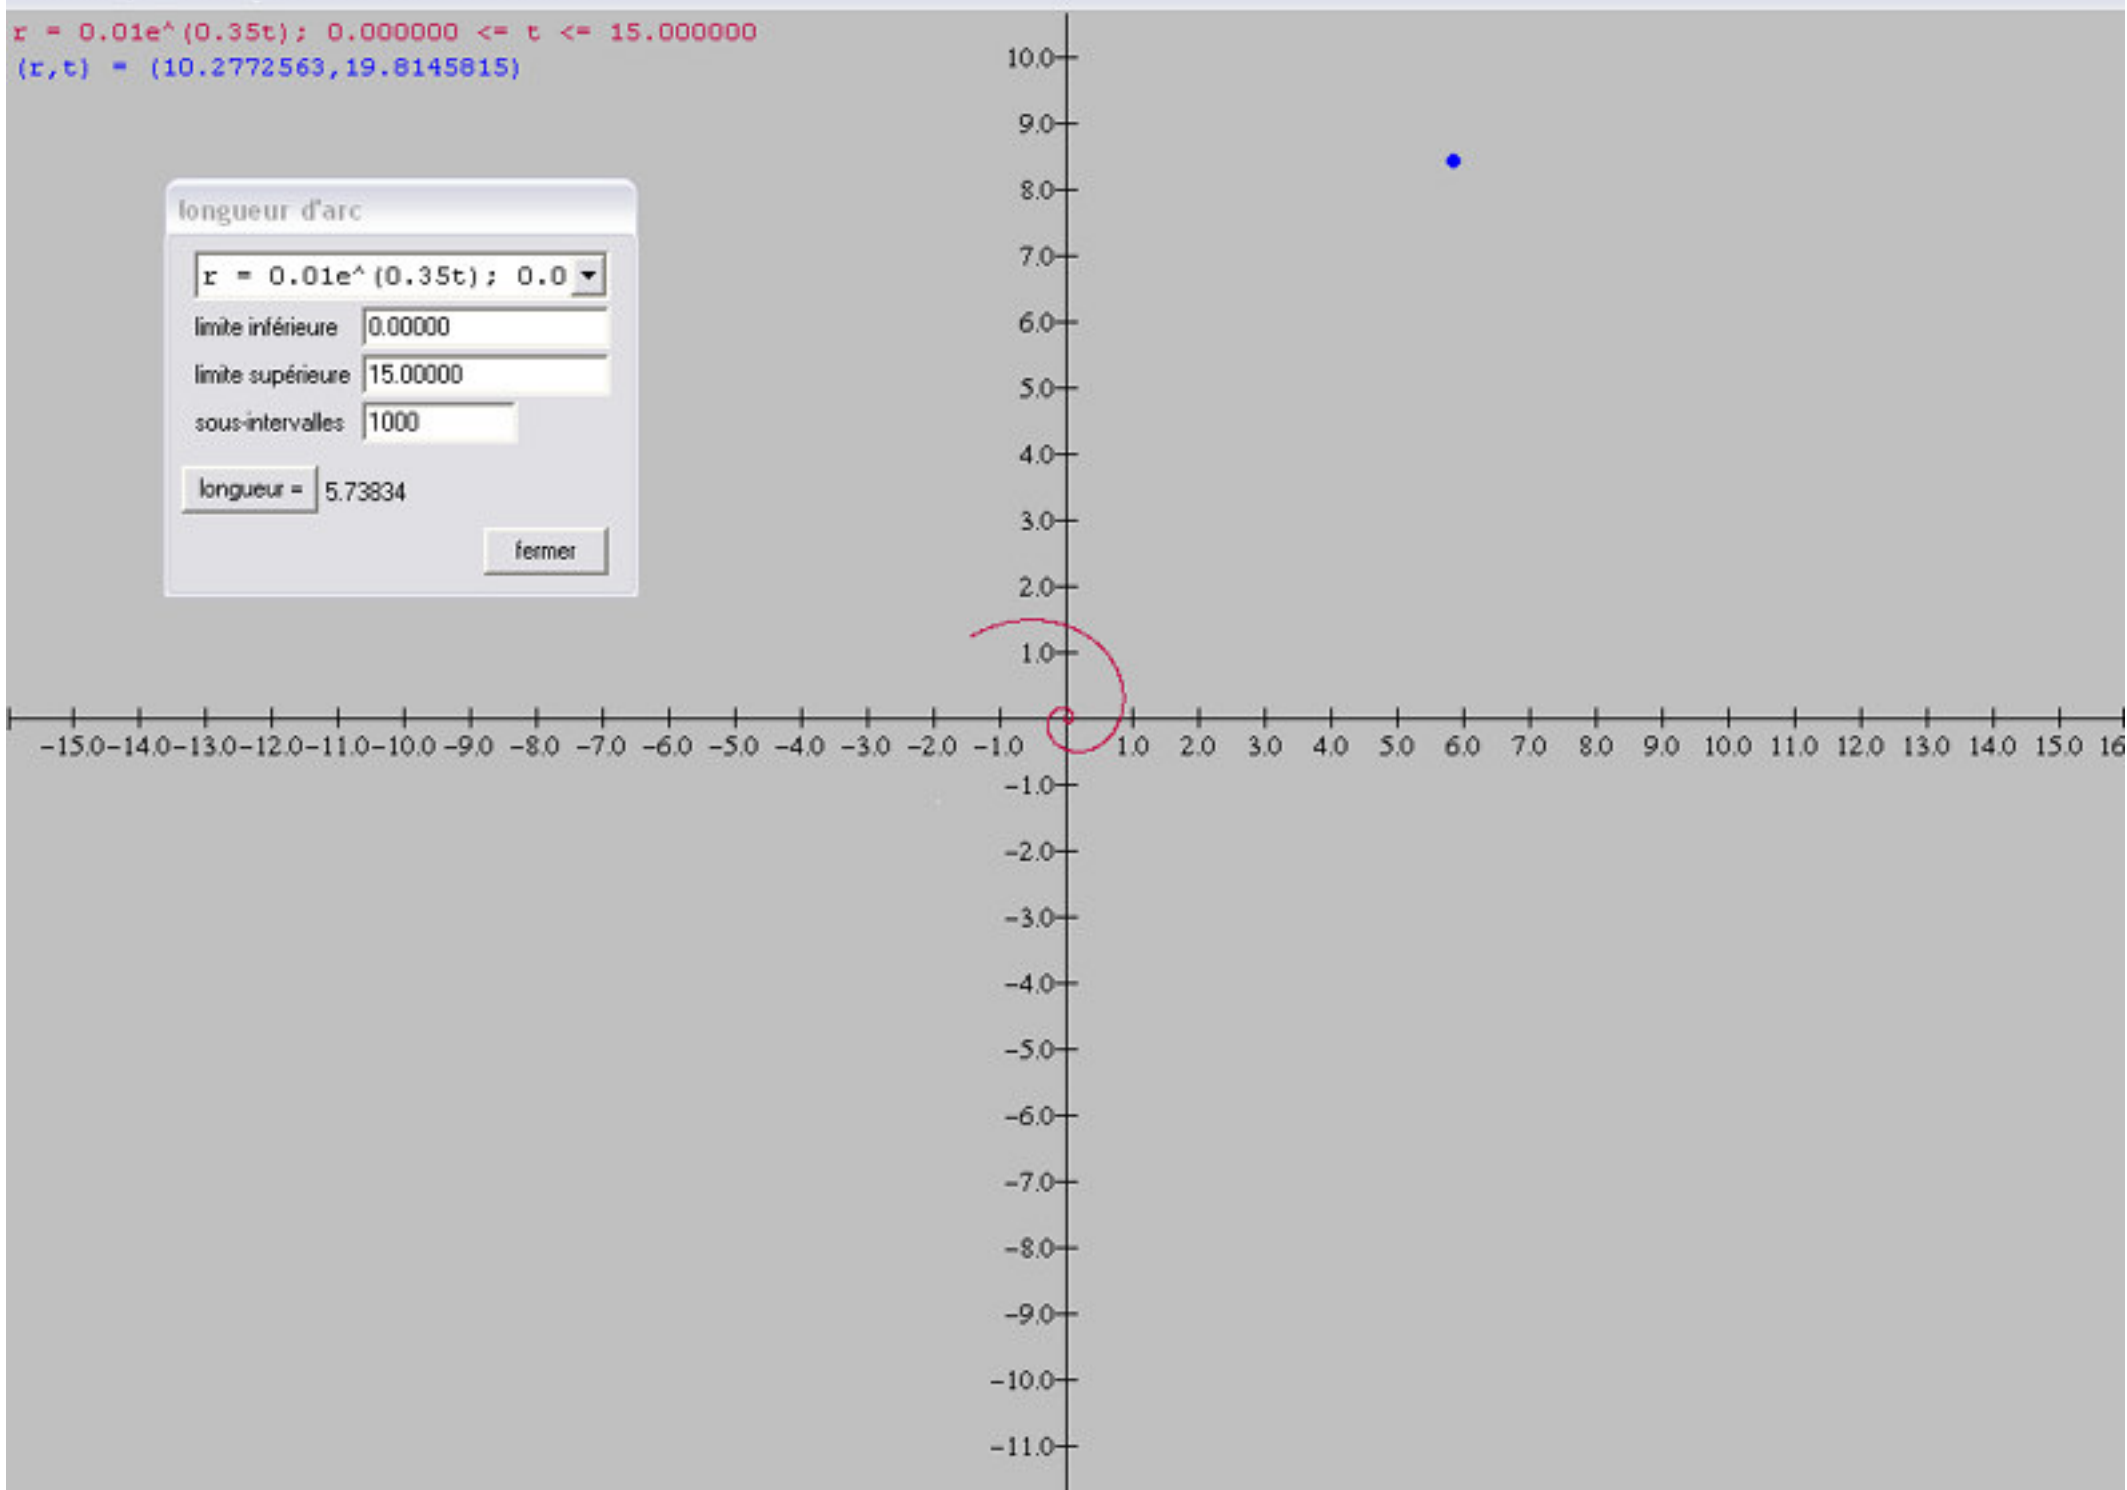 r = 0.01e^(0.35t); 0.000000 <= t <= 15.000000
(r,t) = (10.2772563,19.8145815)
longueur d'arc
r = 0.01e^(0.35t); 0.0
limite inférieure 0.00000
limite supérieure 15.00000
sous-intervalles 1000
longueur = 5.73834
fermer
10.0
9.0
8.0
7.0
6.0
5.0
4.0
3.0
2.0
1.0
-15.0 -14.0 -13.0 -12.0 -11.0 -10.0 -9.0 -8.0 -7.0 -6.0 -5.0 -4.0 -3.0 -2.0 -1.0 1.0 2.0 3.0 4.0 5.0 6.0 7.0 8.0 9.0 10.0 11.0 12.0 13.0 14.0 15.0 16
-1.0
-2.0
-3.0
-4.0
-5.0
-6.0
-7.0
-8.0
-9.0
-10.0
-11.0